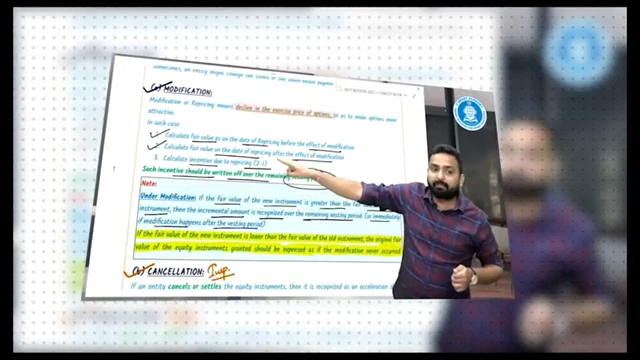 sometimes, an entity might change the terms of the share-based payment
(a) MODIFICATION:
Modification or Repricing means decline in the exercise price of options, so as to make options more
attractive.
In such case:
1. Calculate fair value as on the date of Repricing before the effect of modification
2. Calculate fair value on the date of repricing after the effect of modification
3. Calculate incentive due to repricing (2-1)
Such incentive should be written off over the remaining
Note:
Under Modification: If the fair value of the new instrument is greater than the fair
instrument, then the incremental amount is recognized over the remaining vesting period (or immediately
if modification happens after the vesting period)
If the fair value of the new instrument is lower than the fair value of the old instrument, the original fair
value of the equity instruments granted should be expensed as if the modification never occurred
(b) CANCELLATION: Imp
If an entity cancels or settles the equity instruments, then it is recognized as an acceleration